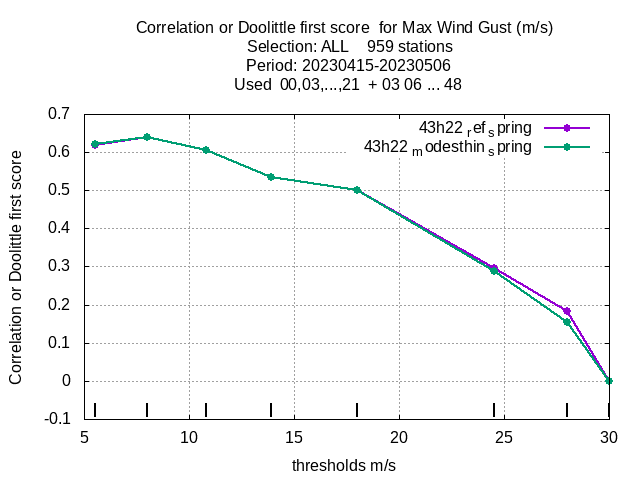 Correlation or Doolittle first score  for Max Wind Gust (m/s)
Selection: ALL    959 stations
Period: 20230415-20230506
Used  00,03,...,21  + 03 06 ... 48
43h22 ref spring
43h22 modesthin spring
Correlation or Doolittle first score
0.7
0.6
0.5
0.4
0.3
0.2
0.1
0
-0.1
5 10 15 20 25 30
thresholds m/s